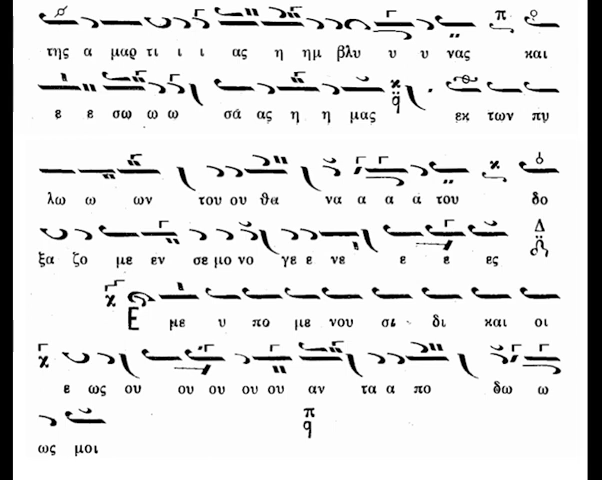 της α μαρ τι ι ι ας η ημ βλυ υ υ νας και
ε ε σω ω ω σά ας η η μας εκ των πυ
λω ω ων του ου θα να α α ά του δο
ξα ζο με εν σε μο νο γε ε νε ε ε ες
Ε με υ πο με νου σι δι και οι
ε ως ου ου ου ου ου αν τα α πο δω ω
ως μοι